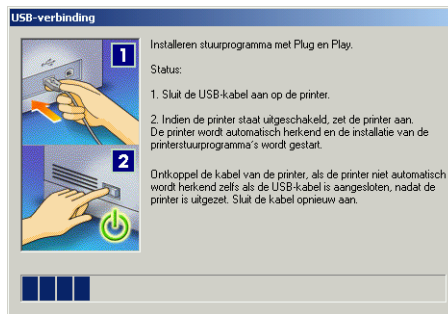 USB-verbinding
1
Installeren stuurprogramma met Plug en Play.
Status:
1. Sluit de USB-kabel aan op de printer.
2. Indien de printer staat uitgeschakeld, zet de printer aan.
De printer wordt automatisch herkend en de installatie van de
printerstuurprogramma's wordt gestart.
2
Ontkoppel de kabel van de printer, als de printer niet automatisch
wordt herkend zelfs als de USB-kabel is aangesloten, nadat de
printer is uitgezet. Sluit de kabel opnieuw aan.